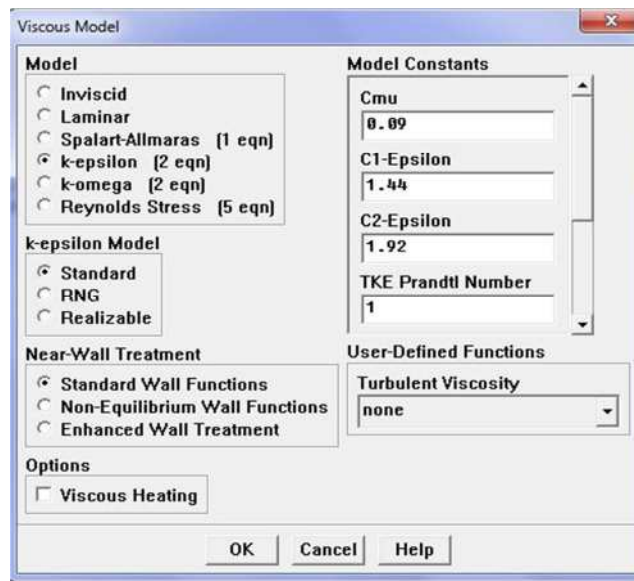 Viscous Model
Model
Inviscid
Laminar
Spalart-Allmaras (1 eqn)
k-epsilon (2 eqn)
k-omega (2 eqn)
Reynolds Stress (5 eqn)
k-epsilon Model
Standard
RNG
Realizable
Near-Wall Treatment
Standard Wall Functions
Non-Equilibrium Wall Functions
Enhanced Wall Treatment
Options
Viscous Heating
Model Constants
Cmu
0.09
C1-Epsilon
1.44
C2-Epsilon
1.92
TKE Prandtl Number
1
User-Defined Functions
Turbulent Viscosity
none
OK Cancel Help